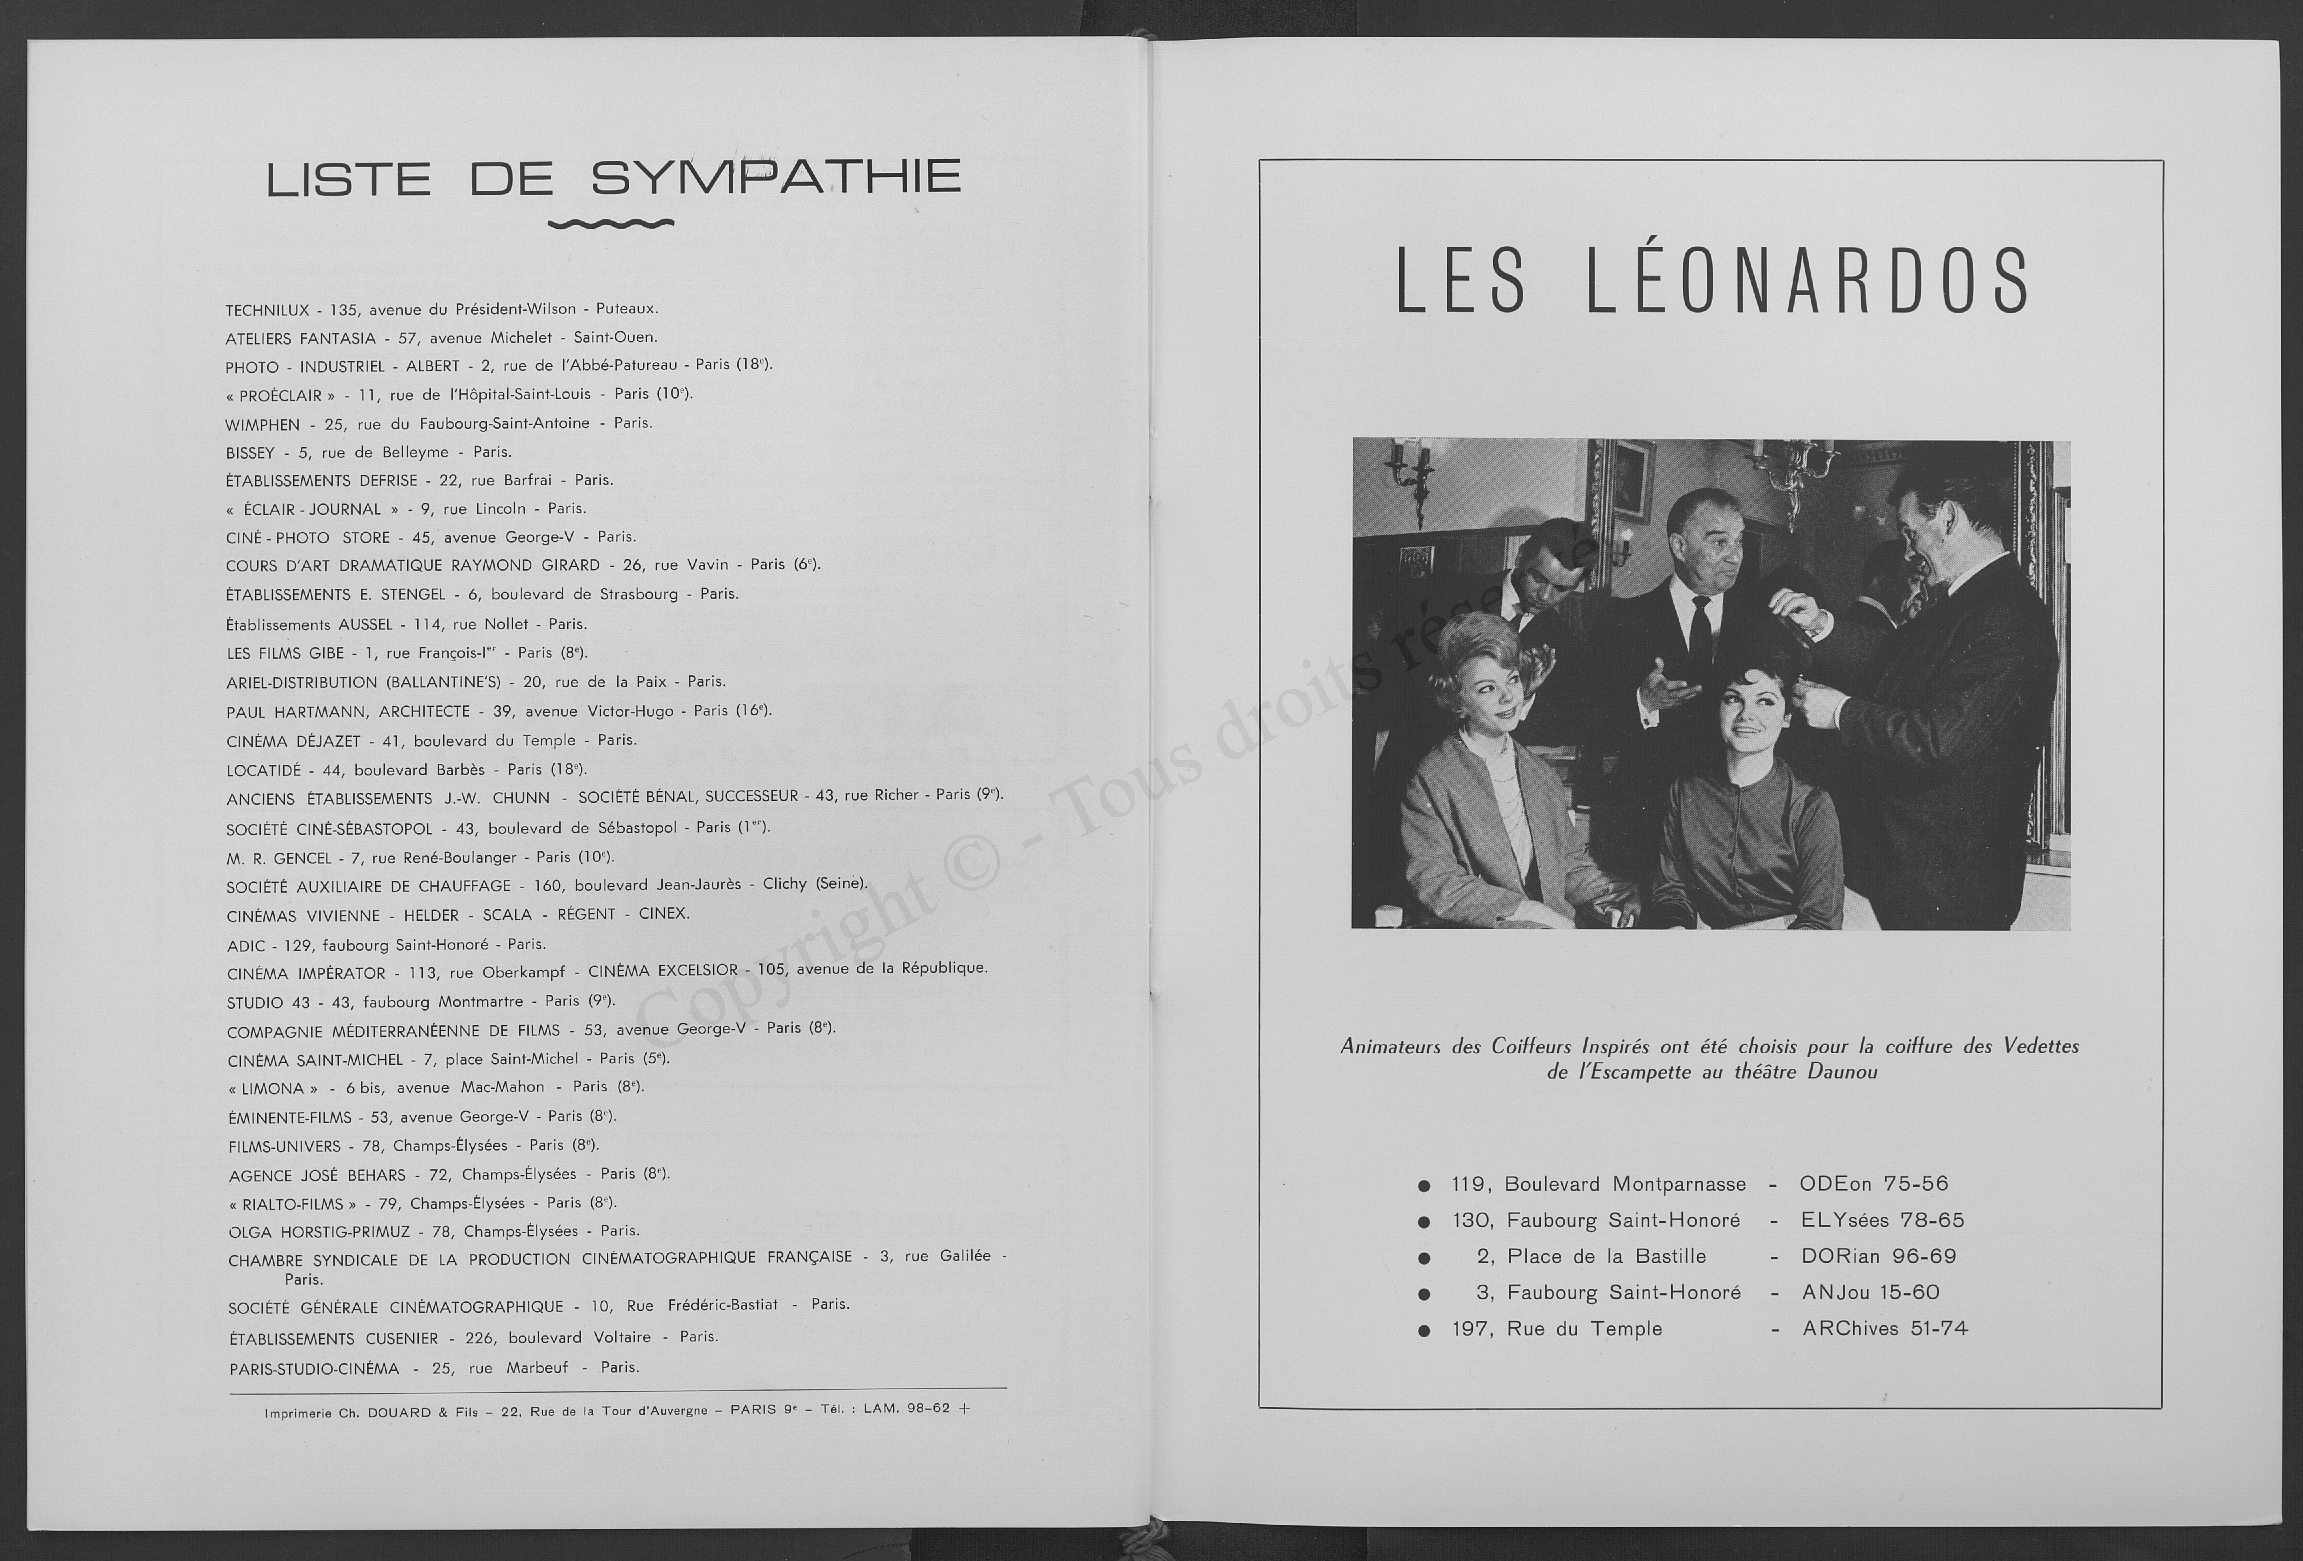 LISTE DE SYMPATHIE
TECHNILUX - 135, avenue du Président-Wilson - Puteaux.
ATELIERS FANTASIA - 57, avenue Michelet - Saint-Ouen.
PHOTO - INDUSTRIEL - ALBERT - 2, rue de l'Abbé-Patureau - Paris (18e).
« PROÉCLAIR » - 11, rue de l'Hôpital-Saint-Louis - Paris (10e).
WIMPHEN - 25, rue du Faubourg-Saint-Antoine - Paris.
BISSEY - 5, rue de Belleyme - Paris.
ÉTABLISSEMENTS DEFRISE - 22, rue Barfrai - Paris.
« ÉCLAIR - JOURNAL » - 9, rue Lincoln - Paris.
CINÉ - PHOTO STORE - 45, avenue George-V - Paris.
COURS D'ART DRAMATIQUE RAYMOND GIRARD - 26, rue Vavin - Paris (6e).
ÉTABLISSEMENTS E. STENGEL - 6, boulevard de Strasbourg - Paris.
Établissements AUSSEL - 114, rue Nollet - Paris.
LES FILMS GIBE - 1, rue François-Ier - Paris (8e).
ARIEL-DISTRIBUTION (BALLANTINE'S) - 20, rue de la Paix - Paris.
PAUL HARTMANN, ARCHITECTE - 39, avenue Victor-Hugo - Paris (16e).
CINÉMA DÉJAZET - 41, boulevard du Temple - Paris.
LOCATIDÉ - 44, boulevard Barbès - Paris (18e).
ANCIENS ÉTABLISSEMENTS J.-W. CHUNN - SOCIÉTÉ BÉNAL, SUCCESSEUR - 43, rue Richer - Paris (9e).
SOCIÉTÉ CINÉ-SÉBASTOPOL - 43, boulevard de Sébastopol - Paris (1er).
M. R. GENCEL - 7, rue René-Boulanger - Paris (10e).
SOCIÉTÉ AUXILIAIRE DE CHAUFFAGE - 160, boulevard Jean-Jaurès - Clichy (Seine).
CINÉMAS VIVIENNE - HELDER - SCALA - RÉGENT - CINEX.
ADIC - 129, faubourg Saint-Honoré - Paris.
CINÉMA IMPÉRATOR - 113, rue Oberkampf - CINÉMA EXCELSIOR - 105, avenue de la République.
STUDIO 43 - 43, faubourg Montmartre - Paris (9e).
COMPAGNIE MÉDITERRANÉENNE DE FILMS - 53, avenue George-V - Paris (8e).
CINÉMA SAINT-MICHEL - 7, place Saint-Michel - Paris (5e).
« LIMONA » - 6 bis, avenue Mac-Mahon - Paris (8e).
ÉMINENTE-FILMS - 53, avenue George-V - Paris (8e).
FILMS-UNIVERS - 78, Champs-Élysées - Paris (8e).
AGENCE JOSÉ BEHARS - 72, Champs-Élysées - Paris (8e).
« RIALTO-FILMS » - 79, Champs-Élysées - Paris (8e).
OLGA HORSTIG-PRIMUZ - 78, Champs-Élysées - Paris.
CHAMBRE SYNDICALE DE LA PRODUCTION CINÉMATOGRAPHIQUE FRANÇAISE - 3, rue Galilée -
Paris.
SOCIÉTÉ GÉNÉRALE CINÉMATOGRAPHIQUE - 10, Rue Frédéric-Bastiat - Paris.
ÉTABLISSEMENTS CUSENIER - 226, boulevard Voltaire - Paris.
PARIS-STUDIO-CINÉMA - 25, rue Marbeuf - Paris.
Imprimerie Ch. DOUARD & Fils - 22, Rue de la Tour d'Auvergne - PARIS 9e - Tél. : LAM. 98-62 +
LES LÉONARDOS
Animateurs des Coiffeurs Inspirés ont été choisis pour la coiffure des Vedettes
de l'Escampette au théâtre Daunou
● 119, Boulevard Montparnasse - ODEon 75-56
● 130, Faubourg Saint-Honoré - ELYsées 78-65
● 2, Place de la Bastille - DORian 96-69
● 3, Faubourg Saint-Honoré - ANJou 15-60
● 197, Rue du Temple - ARChives 51-74
Copyright © - Tous droits réservés